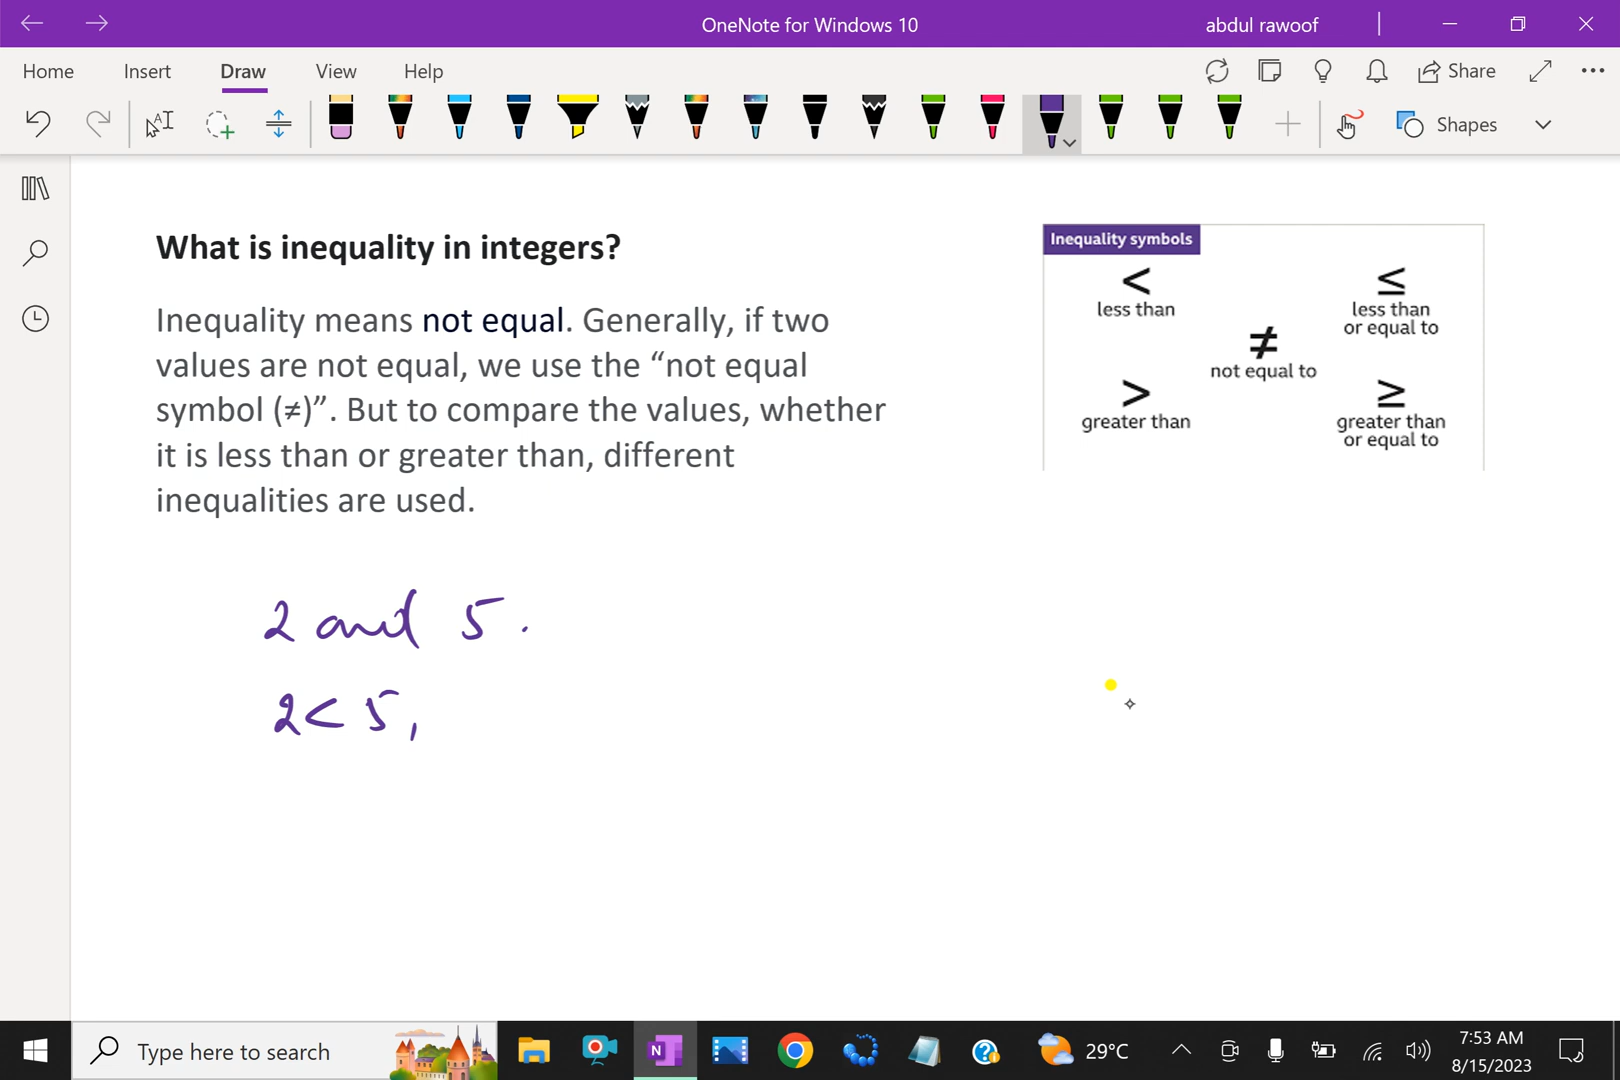 OneNote for Windows 10
abdul rawoof
Home Insert Draw View Help
Share
Shapes
What is inequality in integers?
Inequality means not equal. Generally, if two
values are not equal, we use the “not equal
symbol (≠)”. But to compare the values, whether
it is less than or greater than, different
inequalities are used.
Inequality symbols
<
less than
≤
less than
or equal to
≠
not equal to
>
greater than
≥
greater than
or equal to
2 and 5.
2 < 5,
Type here to search
29°C
7:53 AM
8/15/2023